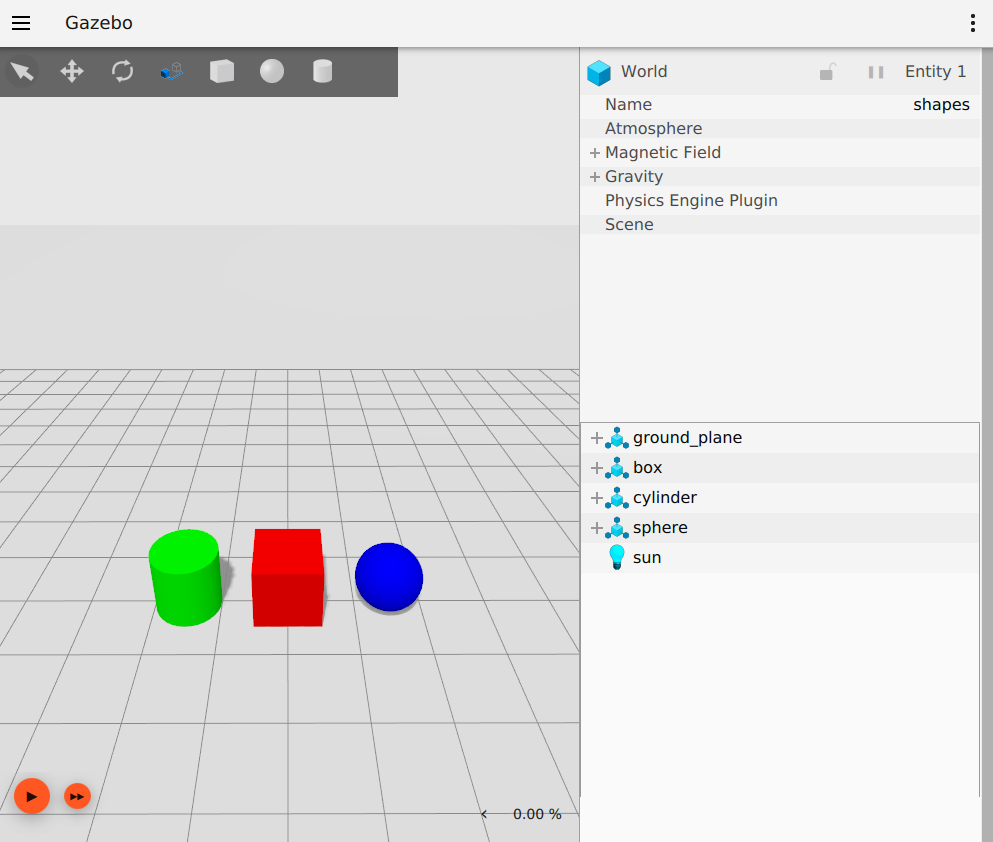 Gazebo
World Entity 1
Name shapes
Atmosphere
Magnetic Field
Gravity
Physics Engine Plugin
Scene
ground_plane
box
cylinder
sphere
sun
0.00 %